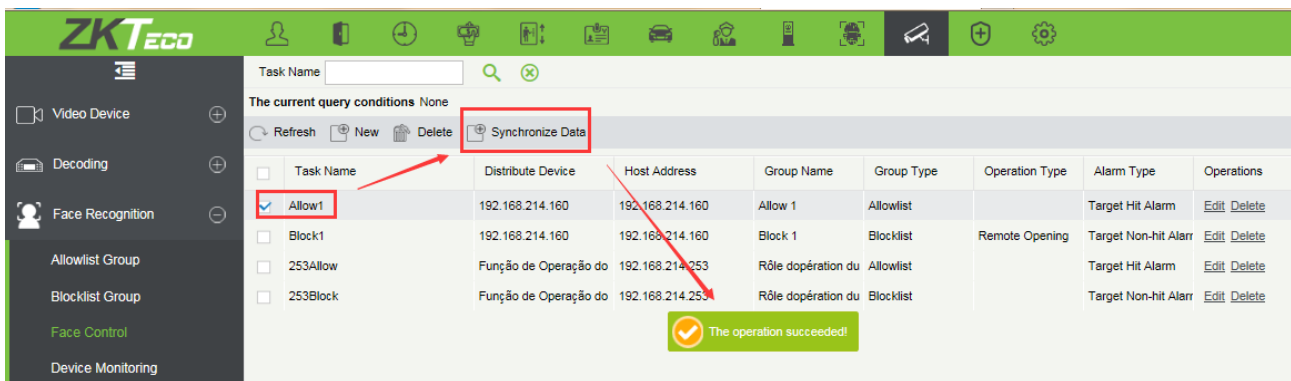 ZKTeco
Task Name
The current query conditions None
Refresh New Delete Synchronize Data
Video Device
Decoding
Face Recognition
Allowlist Group
Blocklist Group
Face Control
Device Monitoring
Task Name Distribute Device Host Address Group Name Group Type Operation Type Alarm Type Operations
Allow1 192.168.214.160 192.168.214.160 Allow 1 Allowlist Target Hit Alarm Edit Delete
Block1 192.168.214.160 192.168.214.160 Block 1 Blocklist Remote Opening Target Non-hit Alarr Edit Delete
253Allow Função de Operação do 192.168.214.253 Rôle dopération du Allowlist Target Hit Alarm Edit Delete
253Block Função de Operação do 192.168.214.253 Rôle dopération du Blocklist Target Non-hit Alarr Edit Delete
The operation succeeded!